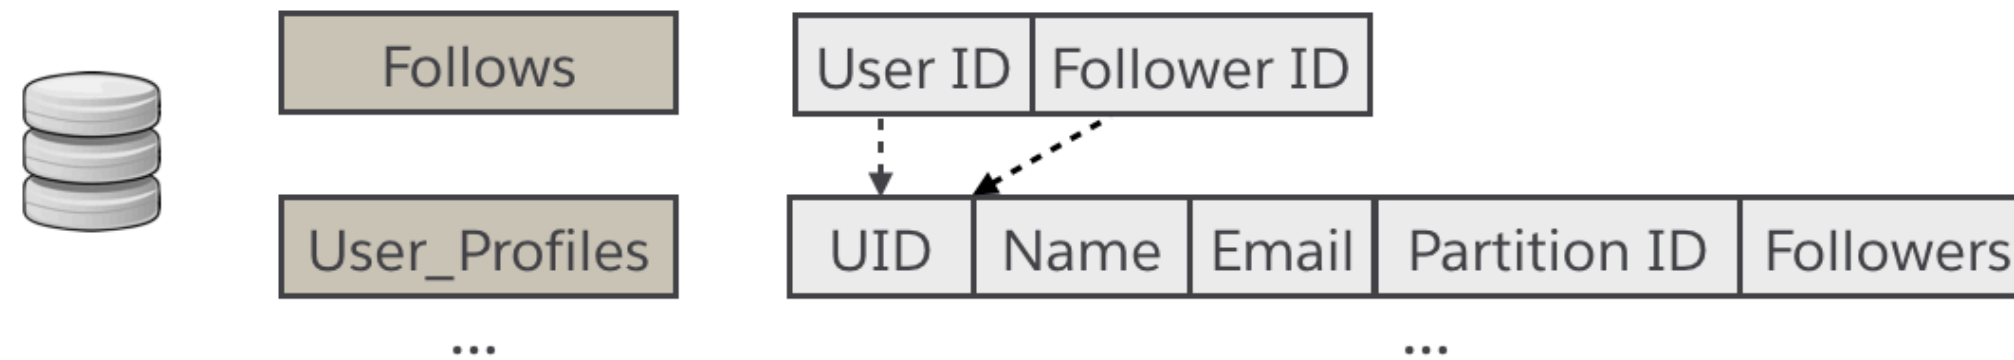 Follows User ID Follower ID
User_Profiles UID Name Email Partition ID Followers
... ...